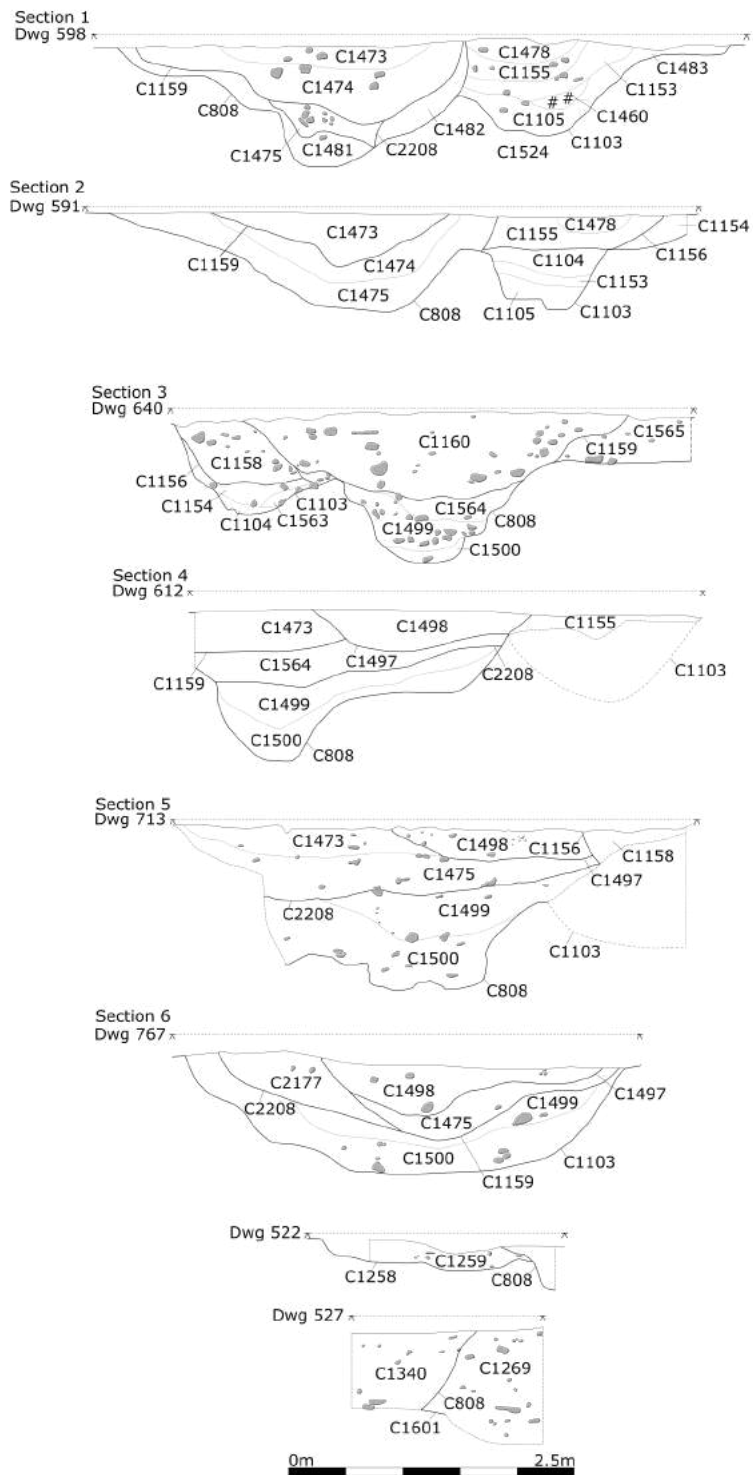 Section 1
Dwg 598
C1473
C1478
C1155
C1483
C1159
C1474
C1153
C808
C1105
# #
C1460
C1482
C1475
C1481
C2208
C1524
C1103
Section 2
Dwg 591
C1473
C1478
C1155
C1154
C1156
C1159
C1474
C1104
C1153
C1475
C808
C1105
C1103
Section 3
Dwg 640
C1160
C1565
C1158
C1159
C1156
C1154
C1103
C1564
C808
C1104
C1563
C1499
C1500
Section 4
Dwg 612
C1473
C1498
C1155
C1564
C1497
C2208
C1159
C1103
C1499
C1500
C808
Section 5
Dwg 713
C1473
C1498
C1156
C1158
C1475
C1497
C2208
C1499
C1500
C1103
C808
Section 6
Dwg 767
C2177
C1498
C1497
C2208
C1475
C1499
C1500
C1103
C1159
Dwg 522
C1259
C1258
C808
Dwg 527
C1340
C1269
C808
C1601
0m 2.5m